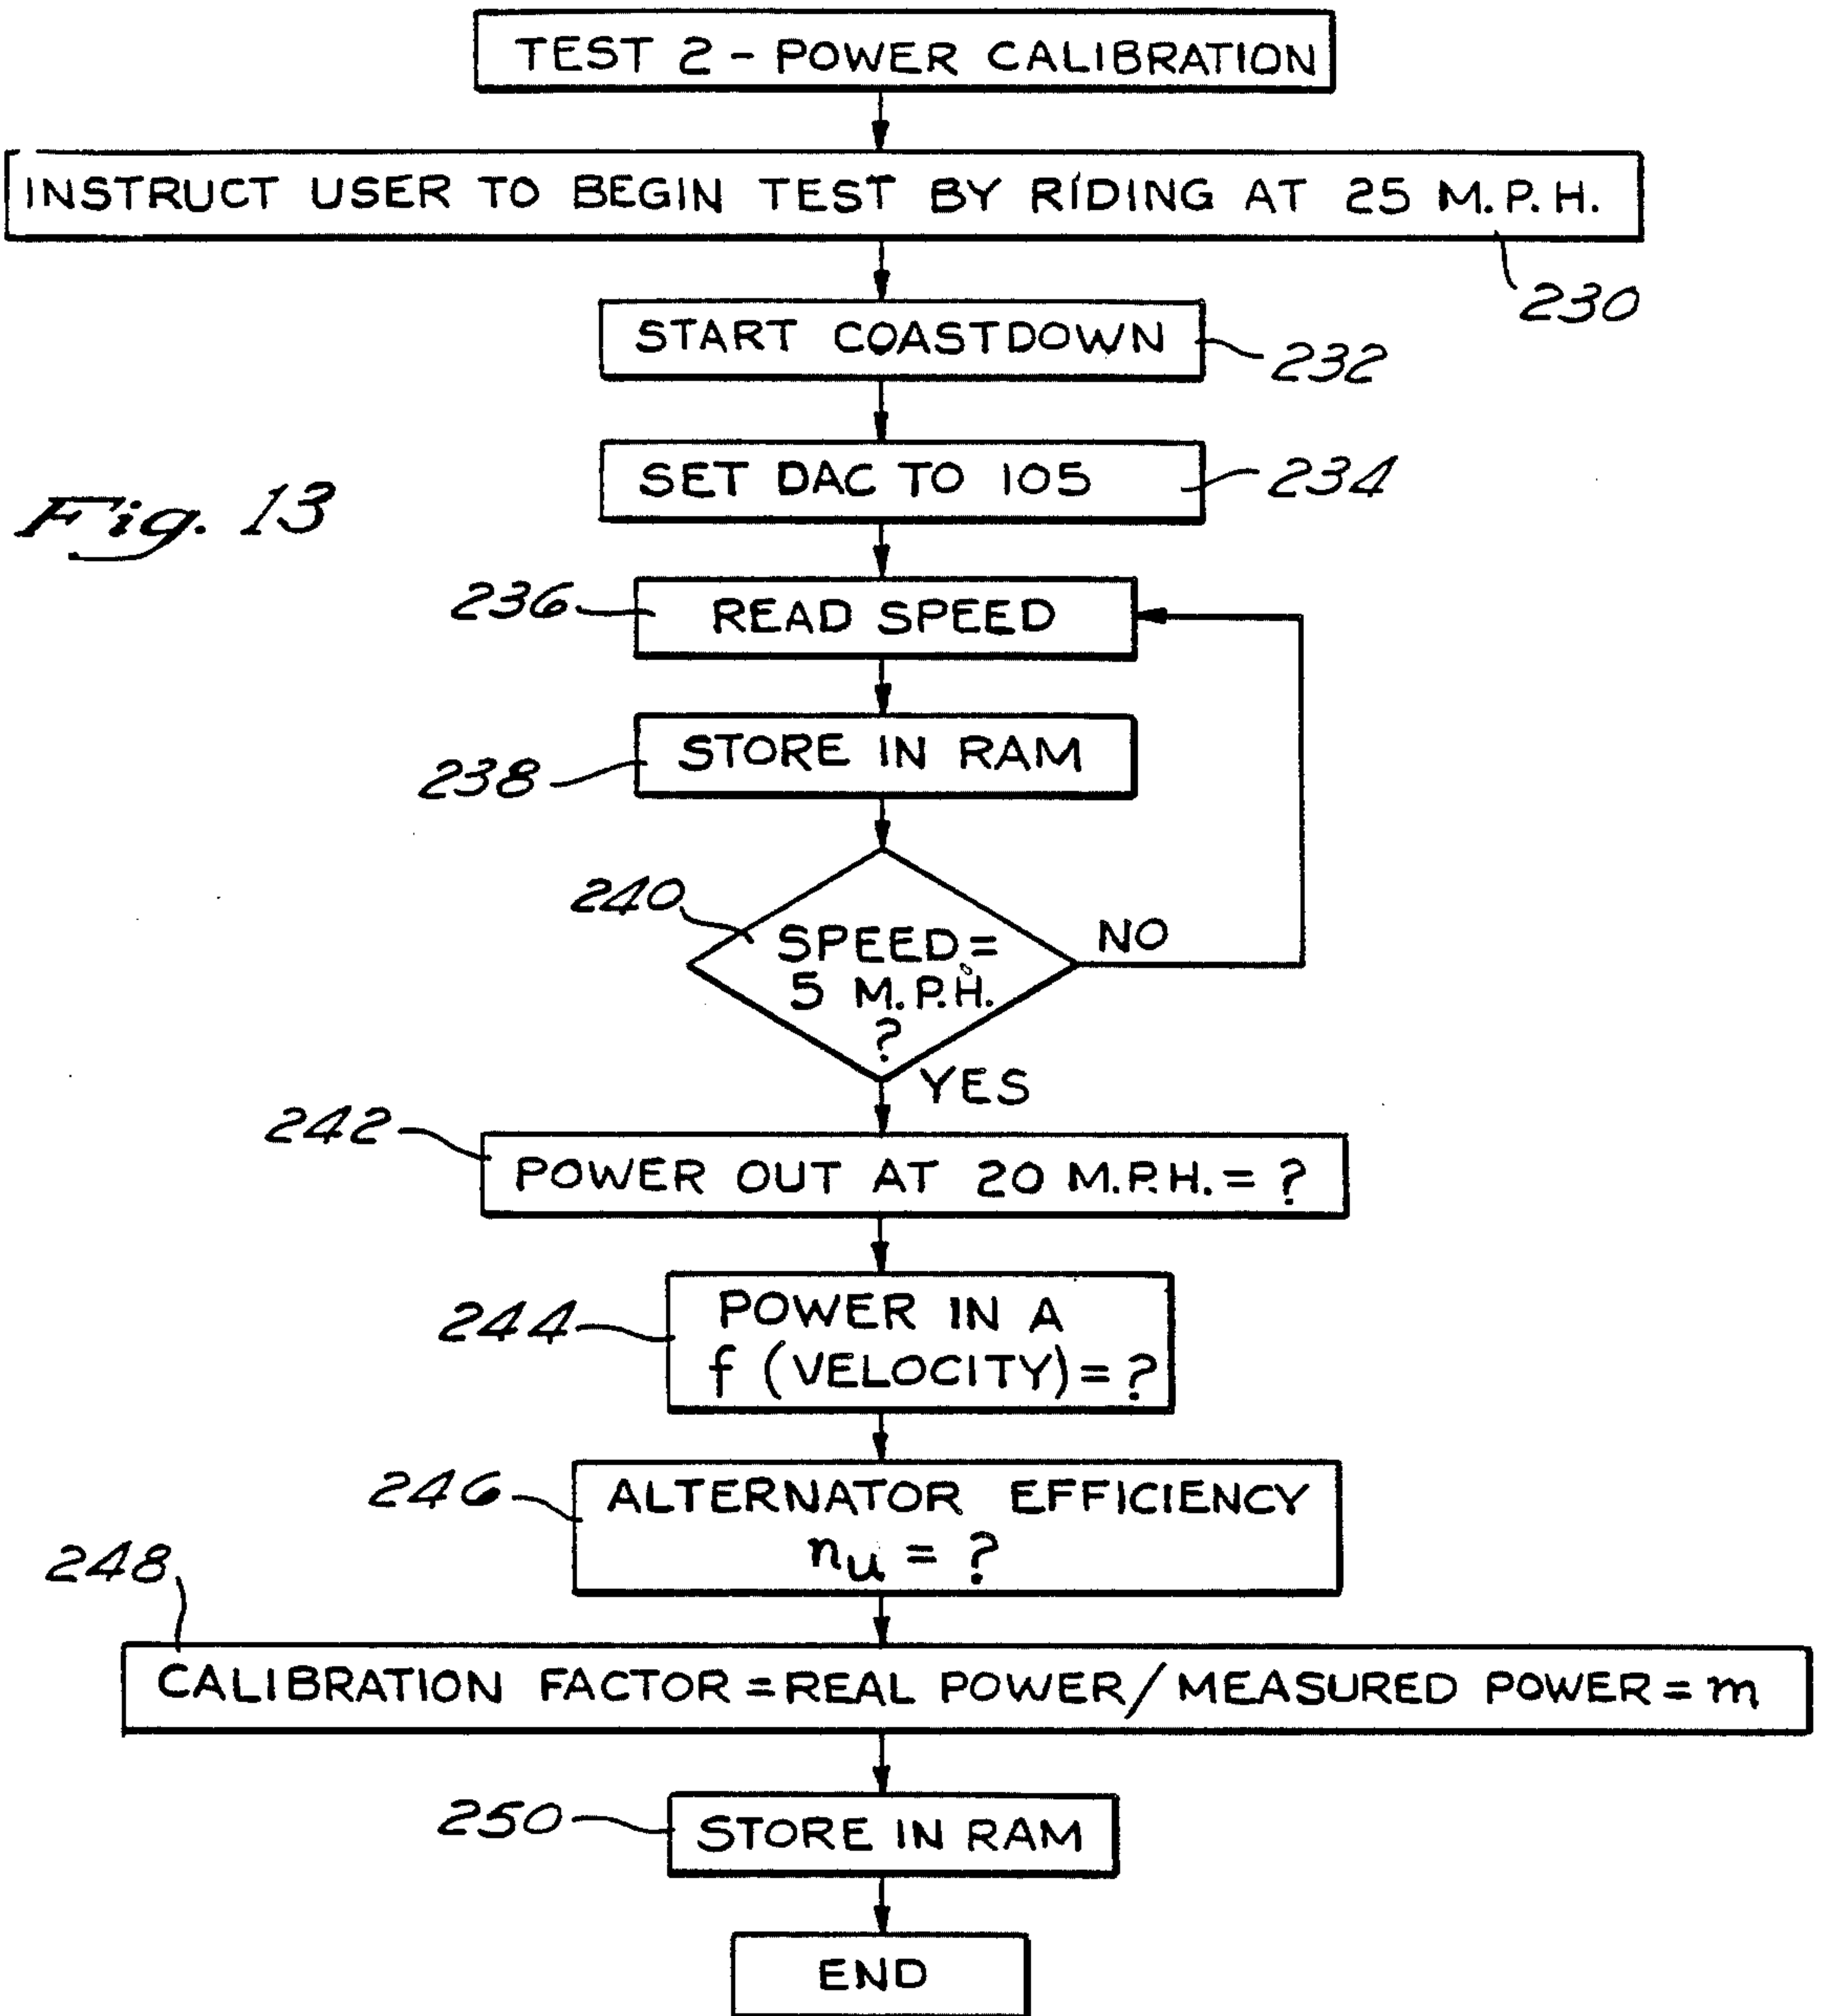 TEST 2 - POWER CALIBRATION
INSTRUCT USER TO BEGIN TEST BY RIDING AT 25 M.P.H.
230
START COASTDOWN
232
SET DAC TO 105
234
Fig. 13
236
READ SPEED
STORE IN RAM
238
240
SPEED =
5 M.P.H.
?
NO
YES
242
POWER OUT AT 20 M.P.H. = ?
244
POWER IN A
f (VELOCITY) = ?
246
ALTERNATOR EFFICIENCY
nu = ?
248
CALIBRATION FACTOR = REAL POWER / MEASURED POWER = m
250
STORE IN RAM
END